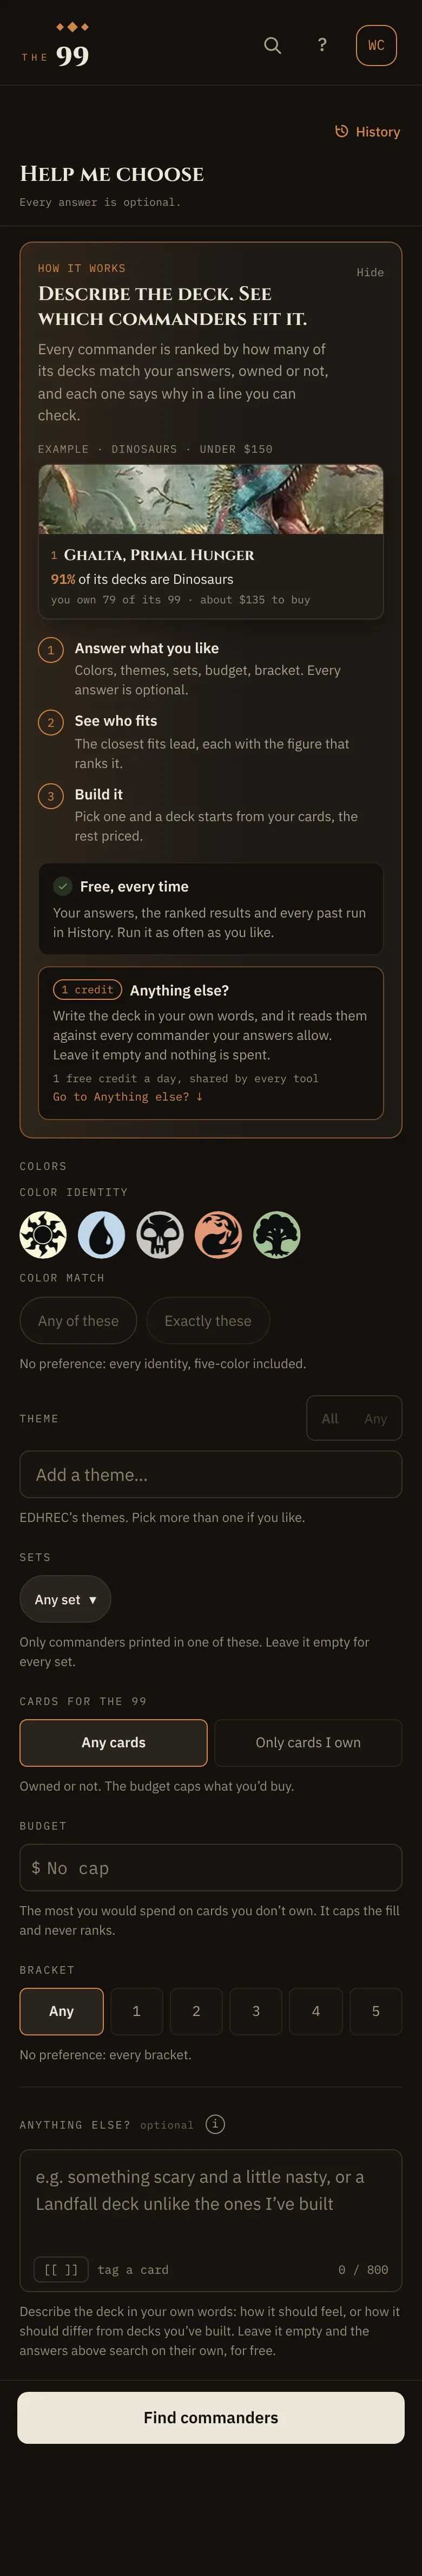 THE 99
?
WC
History
Help me choose
Every answer is optional.
HOW IT WORKS
Hide
Describe the deck. See
which commanders fit it.
Every commander is ranked by how many of
its decks match your answers, owned or not,
and each one says why in a line you can
check.
EXAMPLE · DINOSAURS · UNDER $150
1 Ghalta, Primal Hunger
91% of its decks are Dinosaurs
you own 79 of its 99 · about $135 to buy
1
Answer what you like
Colors, themes, sets, budget, bracket. Every
answer is optional.
2
See who fits
The closest fits lead, each with the figure that
ranks it.
3
Build it
Pick one and a deck starts from your cards, the
rest priced.
Free, every time
Your answers, the ranked results and every past run
in History. Run it as often as you like.
1 credit Anything else?
Write the deck in your own words, and it reads them
against every commander your answers allow.
Leave it empty and nothing is spent.
1 free credit a day, shared by every tool
Go to Anything else? ↓
COLORS
COLOR IDENTITY
COLOR MATCH
Any of these
Exactly these
No preference: every identity, five-color included.
THEME
All Any
Add a theme…
EDHREC’s themes. Pick more than one if you like.
SETS
Any set ▾
Only commanders printed in one of these. Leave it empty for
every set.
CARDS FOR THE 99
Any cards
Only cards I own
Owned or not. The budget caps what you’d buy.
BUDGET
$ No cap
The most you would spend on cards you don’t own. It caps the fill
and never ranks.
BRACKET
Any 1 2 3 4 5
No preference: every bracket.
ANYTHING ELSE? optional i
e.g. something scary and a little nasty, or a
Landfall deck unlike the ones I’ve built
[[ ]] tag a card
0 / 800
Describe the deck in your own words: how it should feel, or how it
should differ from decks you’ve built. Leave it empty and the
answers above search on their own, for free.
Find commanders